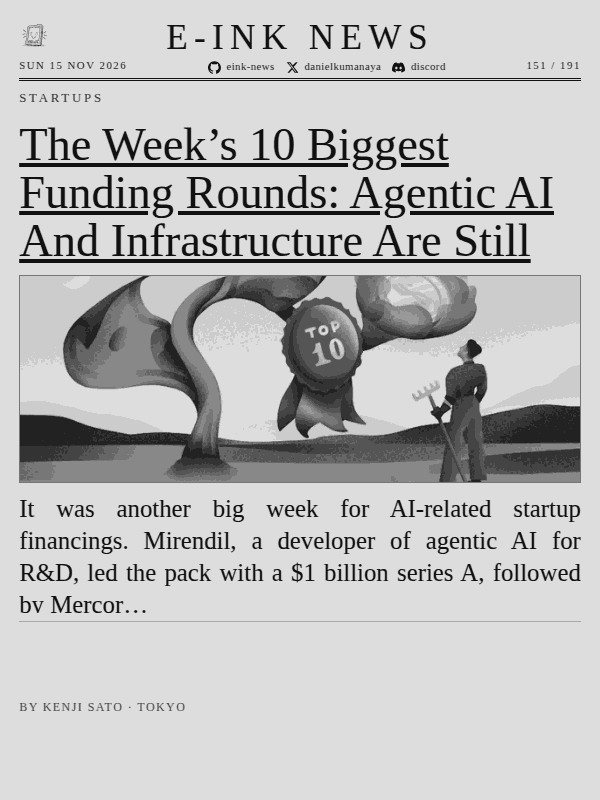 E-INK NEWS
SUN 15 NOV 2026
eink-news danielkumanaya discord
151 / 191
STARTUPS
The Week’s 10 Biggest
Funding Rounds: Agentic AI
And Infrastructure Are Still
TOP
10
It was another big week for AI-related startup
financings. Mirendil, a developer of agentic AI for
R&D, led the pack with a $1 billion series A, followed
by Mercor…
BY KENJI SATO · TOKYO